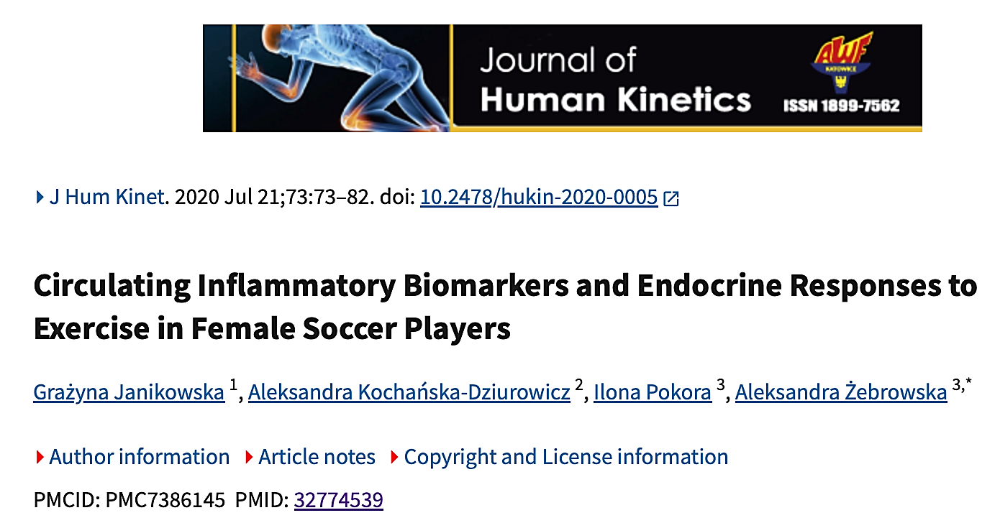 Journal of
Human Kinetics
AWF
KATOWICE
ISSN 1899-7562
J Hum Kinet. 2020 Jul 21;73:73–82. doi: 10.2478/hukin-2020-0005
Circulating Inflammatory Biomarkers and Endocrine Responses to
Exercise in Female Soccer Players
Grażyna Janikowska 1, Aleksandra Kochańska-Dziurowicz 2, Ilona Pokora 3, Aleksandra Żebrowska 3,*
Author information Article notes Copyright and License information
PMCID: PMC7386145 PMID: 32774539